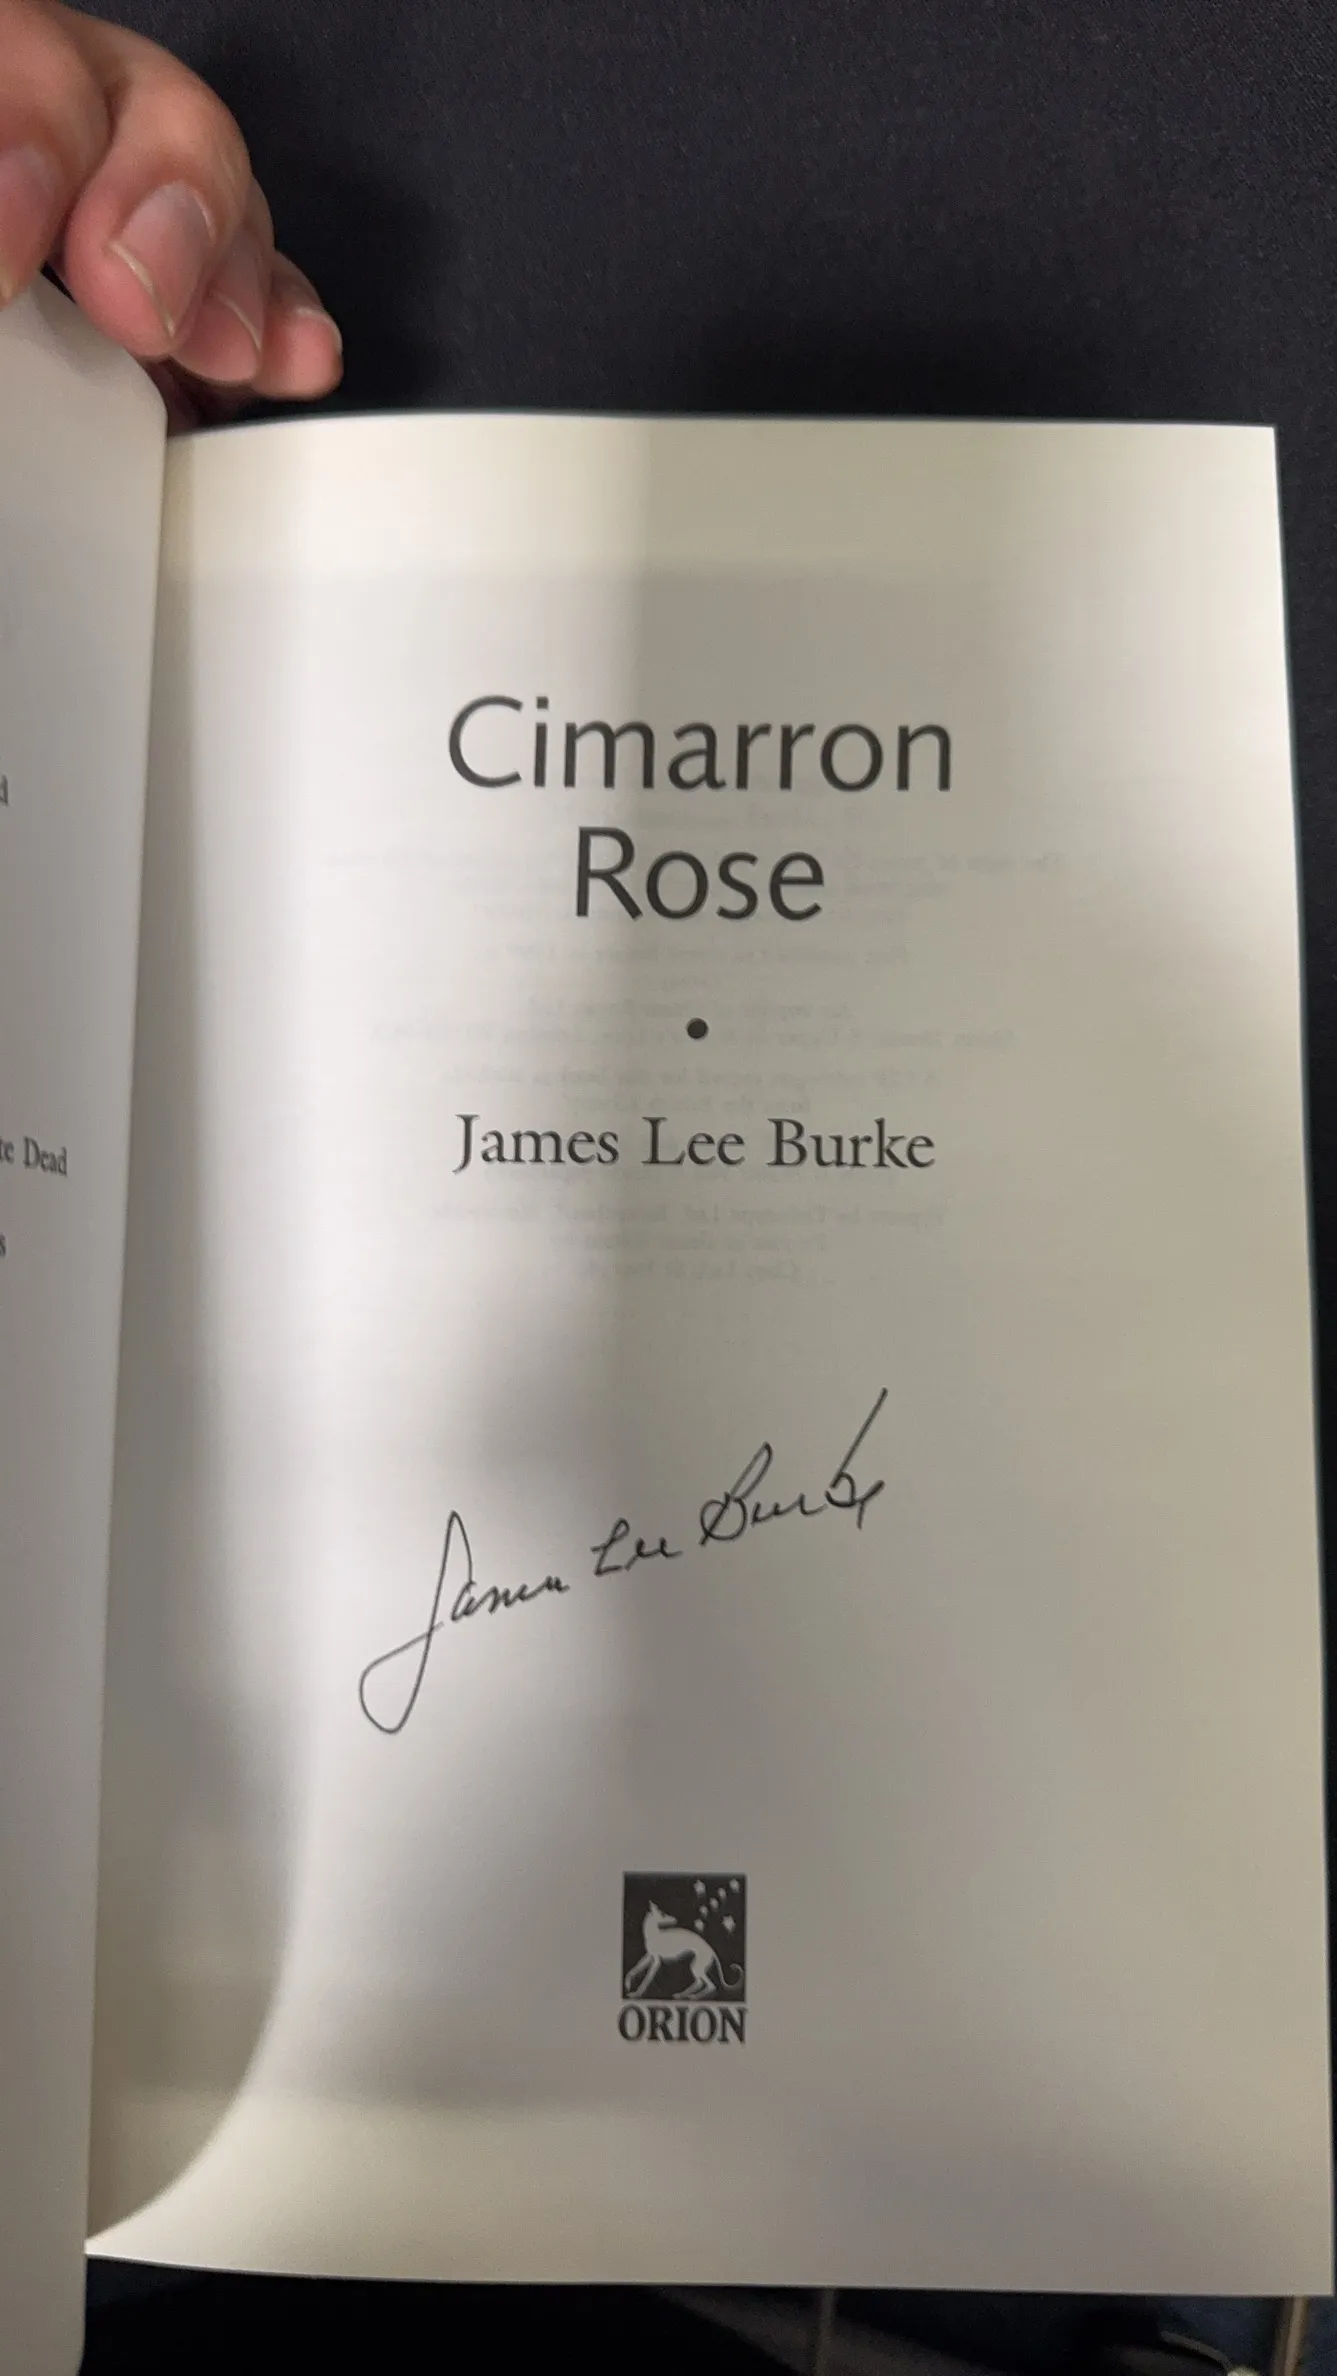 te Dead
s
Cimarron
Rose
•
James Lee Burke
James Lee Burke
ORION